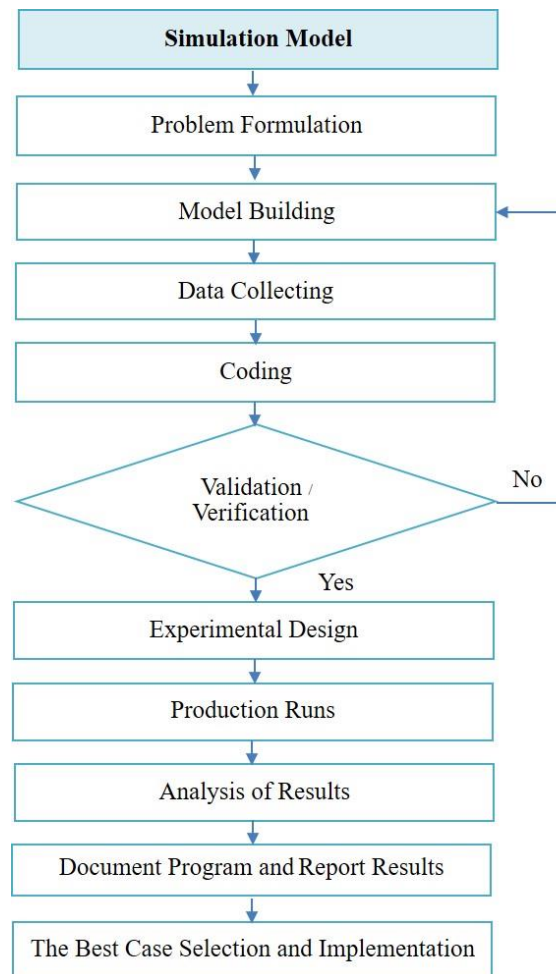 Simulation Model
Problem Formulation
Model Building
Data Collecting
Coding
Validation /
Verification
No
Yes
Experimental Design
Production Runs
Analysis of Results
Document Program and Report Results
The Best Case Selection and Implementation